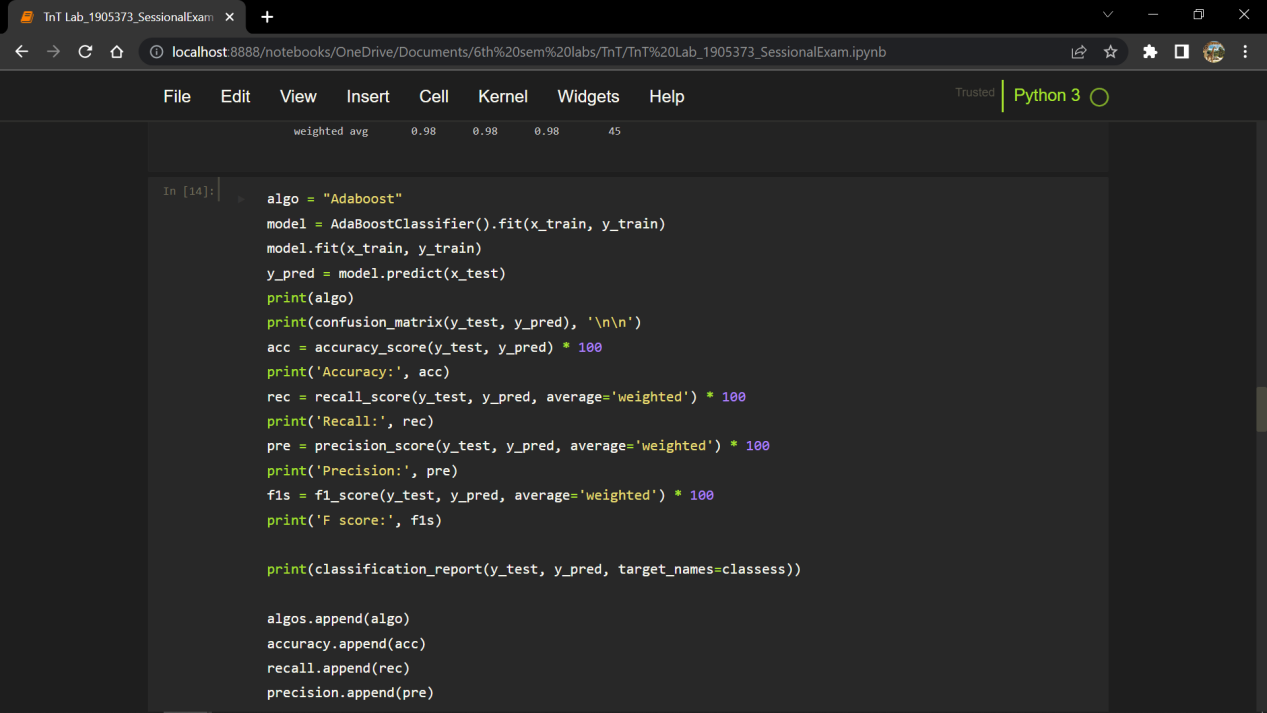 TnT Lab_1905373_SessionalExam
localhost:8888/notebooks/OneDrive/Documents/6th%20sem%20labs/TnT/TnT%20Lab_1905373_SessionalExam.ipynb
File Edit View Insert Cell Kernel Widgets Help Trusted Python 3
weighted avg 0.98 0.98 0.98 45
In [14]:
algo = "Adaboost"
model = AdaBoostClassifier().fit(x_train, y_train)
model.fit(x_train, y_train)
y_pred = model.predict(x_test)
print(algo)
print(confusion_matrix(y_test, y_pred), '\n\n')
acc = accuracy_score(y_test, y_pred) * 100
print('Accuracy:', acc)
rec = recall_score(y_test, y_pred, average='weighted') * 100
print('Recall:', rec)
pre = precision_score(y_test, y_pred, average='weighted') * 100
print('Precision:', pre)
f1s = f1_score(y_test, y_pred, average='weighted') * 100
print('F score:', f1s)
print(classification_report(y_test, y_pred, target_names=classess))
algos.append(algo)
accuracy.append(acc)
recall.append(rec)
precision.append(pre)